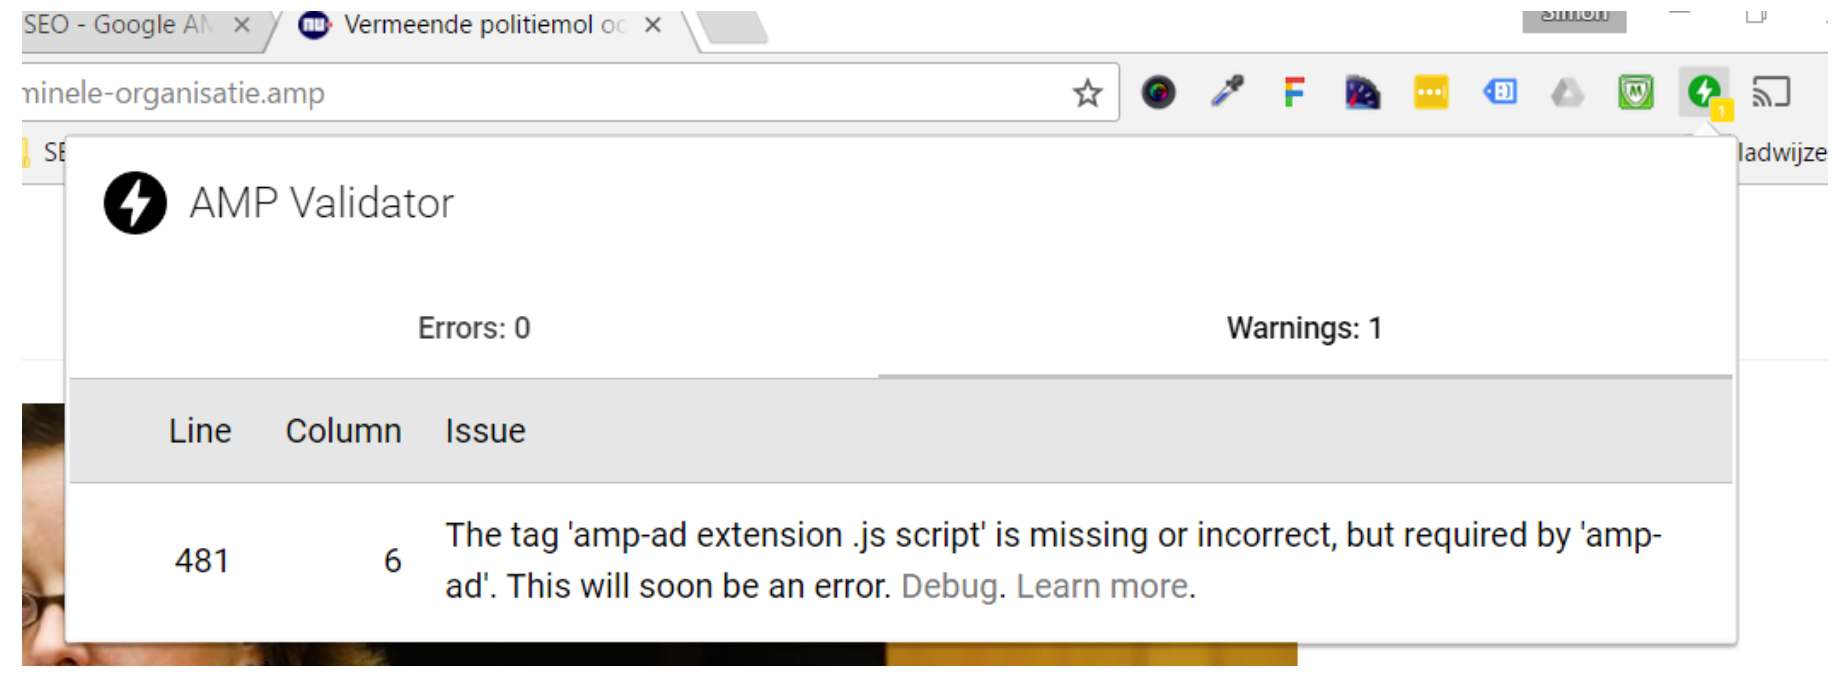 SEO - Google AM
nu
Vermeende politiemol oo
Simon
minele-organisatie.amp
F
M
1
SE
ladwijze
AMP Validator
Errors: 0
Warnings: 1
Line Column Issue
481 6 The tag 'amp-ad extension .js script' is missing or incorrect, but required by 'amp-
ad'. This will soon be an error. Debug. Learn more.